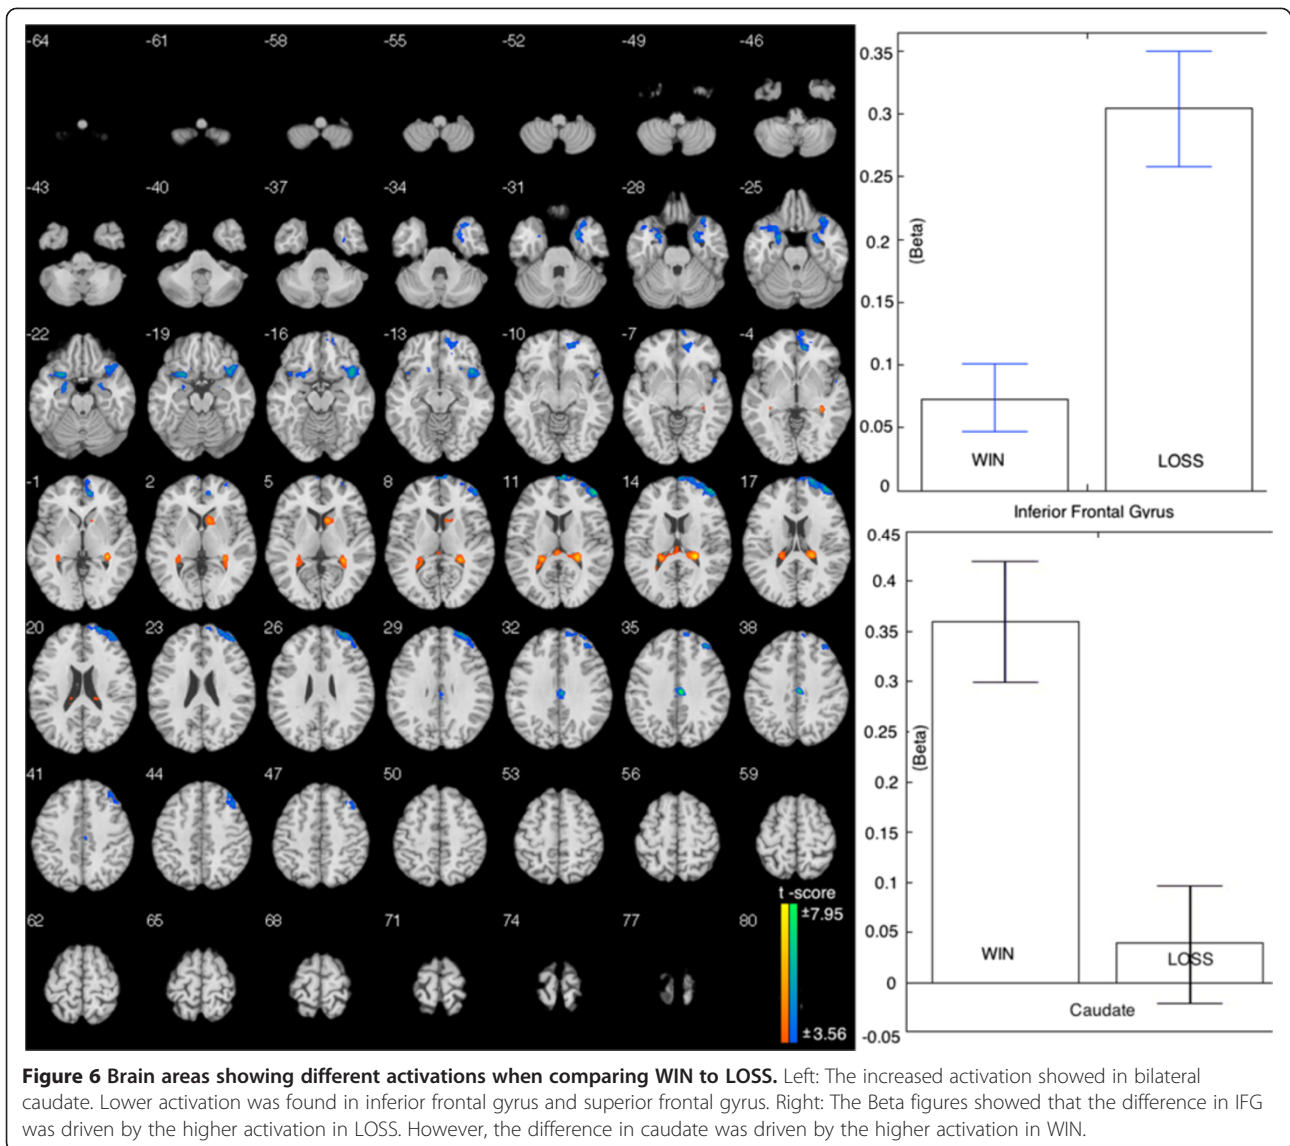 -64 -61 -58 -55 -52 -49 -46
-43 -40 -37 -34 -31 -28 -25
-22 -19 -16 -13 -10 -7 -4
-1 2 5 8 11 14 17
20 23 26 29 32 35 38
41 44 47 50 53 56 59
62 65 68 71 74 77 80
t -score
±7.95
±3.56
0.35
0.3
0.25
0.2
0.15
0.1
0.05
0
(Beta)
WIN LOSS
Inferior Frontal Gyrus
0.45
0.4
0.35
0.3
0.25
0.2
0.15
0.1
0.05
0
-0.05
(Beta)
WIN LOSS
Caudate
Figure 6 Brain areas showing different activations when comparing WIN to LOSS. Left: The increased activation showed in bilateral
caudate. Lower activation was found in inferior frontal gyrus and superior frontal gyrus. Right: The Beta figures showed that the difference in IFG
was driven by the higher activation in LOSS. However, the difference in caudate was driven by the higher activation in WIN.